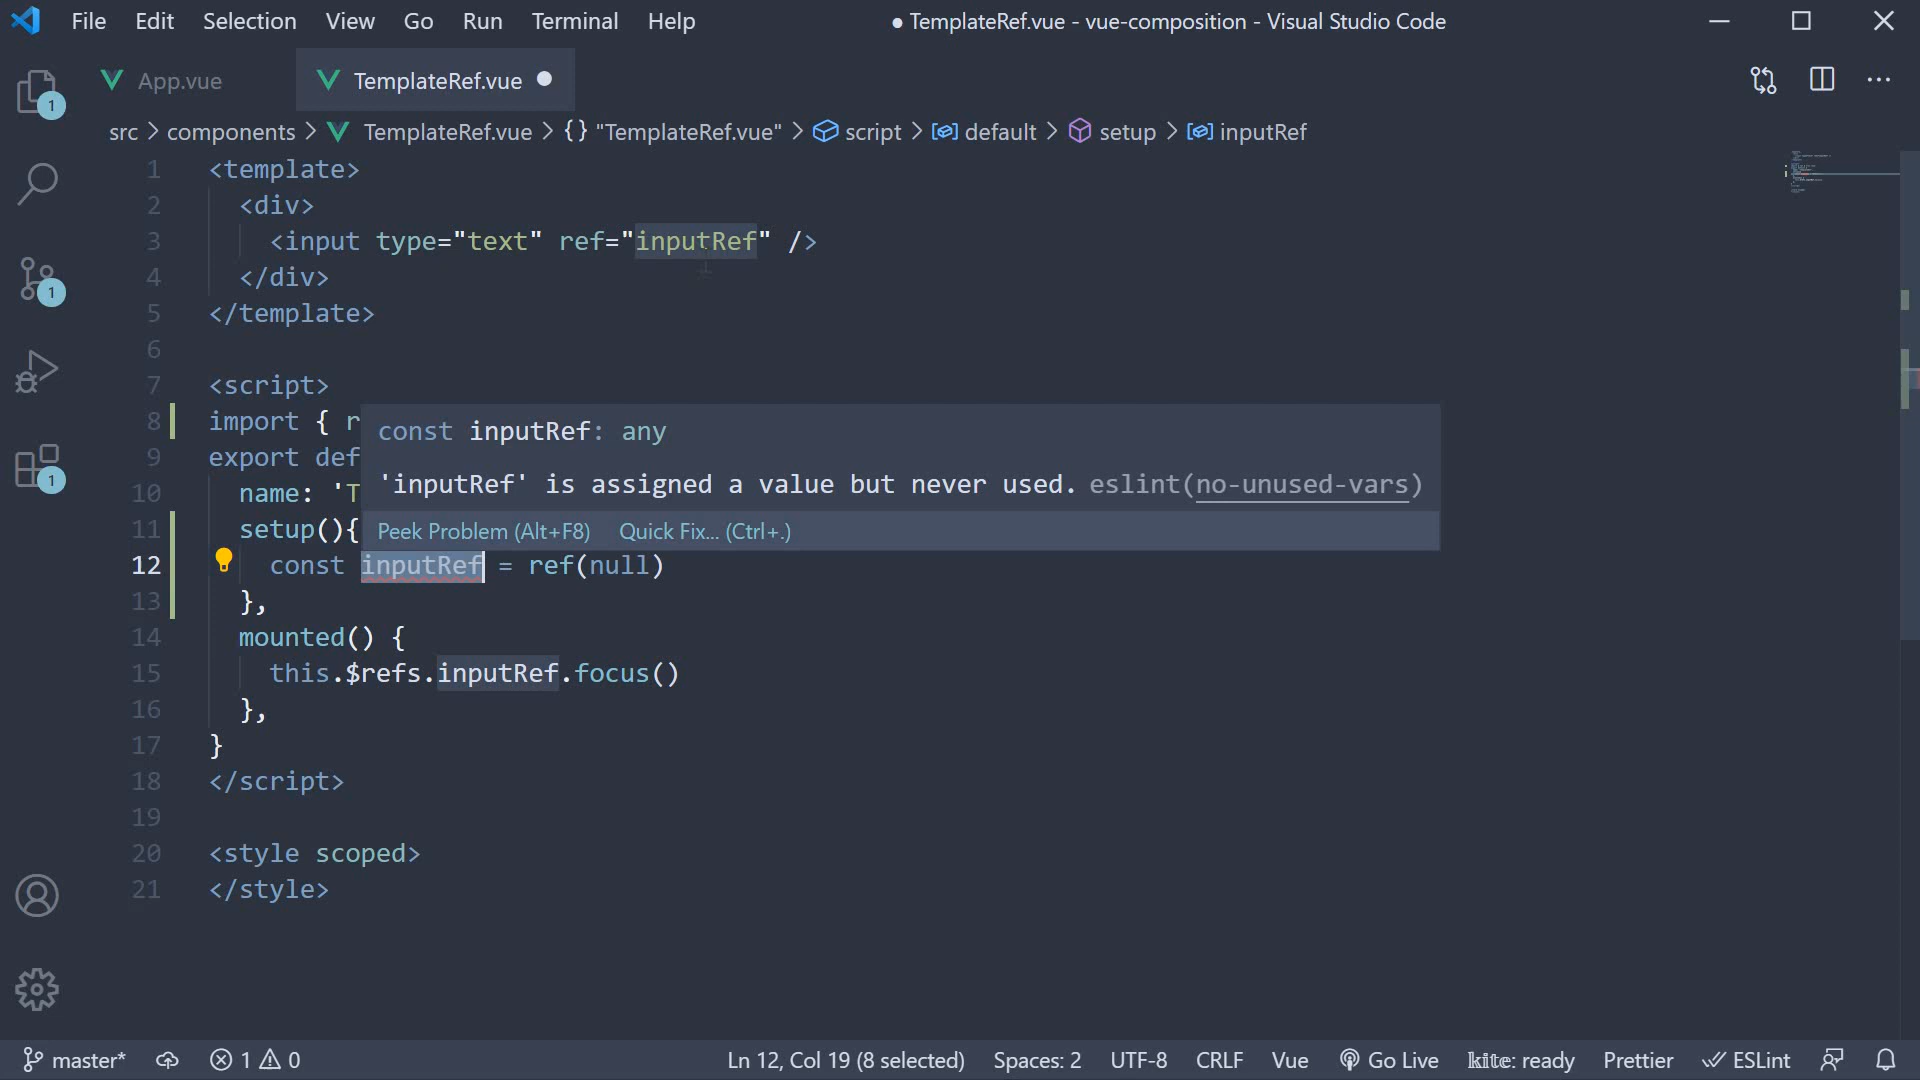 File Edit Selection View Go Run Terminal Help ● TemplateRef.vue - vue-composition - Visual Studio Code
App.vue TemplateRef.vue
src > components > TemplateRef.vue > {} "TemplateRef.vue" > script > default > setup > inputRef
1 <template>
2 <div>
3 <input type="text" ref="inputRef" />
4 </div>
5 </template>
6
7 <script>
8 import { r
const inputRef: any
9 export def
'inputRef' is assigned a value but never used. eslint(no-unused-vars)
10 name: 'T
11 setup(){
Peek Problem (Alt+F8) Quick Fix... (Ctrl+.)
12 const inputRef = ref(null)
13 },
14 mounted() {
15 this.$refs.inputRef.focus()
16 },
17 }
18 </script>
19
20 <style scoped>
21 </style>
1
1
1
master* 1 0 Ln 12, Col 19 (8 selected) Spaces: 2 UTF-8 CRLF Vue Go Live kite: ready Prettier ESLint